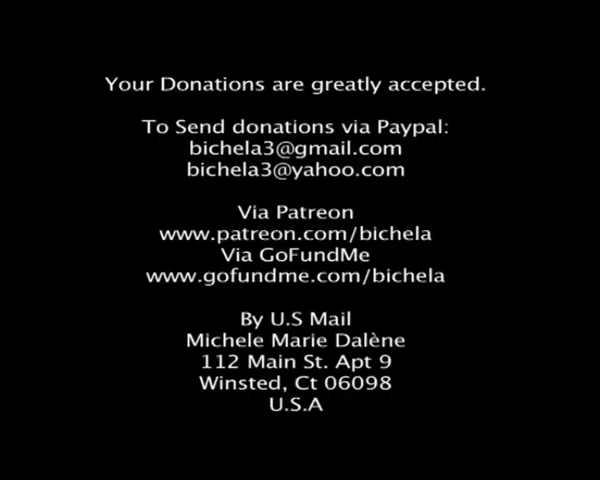 Your Donations are greatly accepted.
To Send donations via Paypal:
bichela3@gmail.com
bichela3@yahoo.com
Via Patreon
www.patreon.com/bichela
Via GoFundMe
www.gofundme.com/bichela
By U.S Mail
Michele Marie Dalène
112 Main St. Apt 9
Winsted, Ct 06098
U.S.A